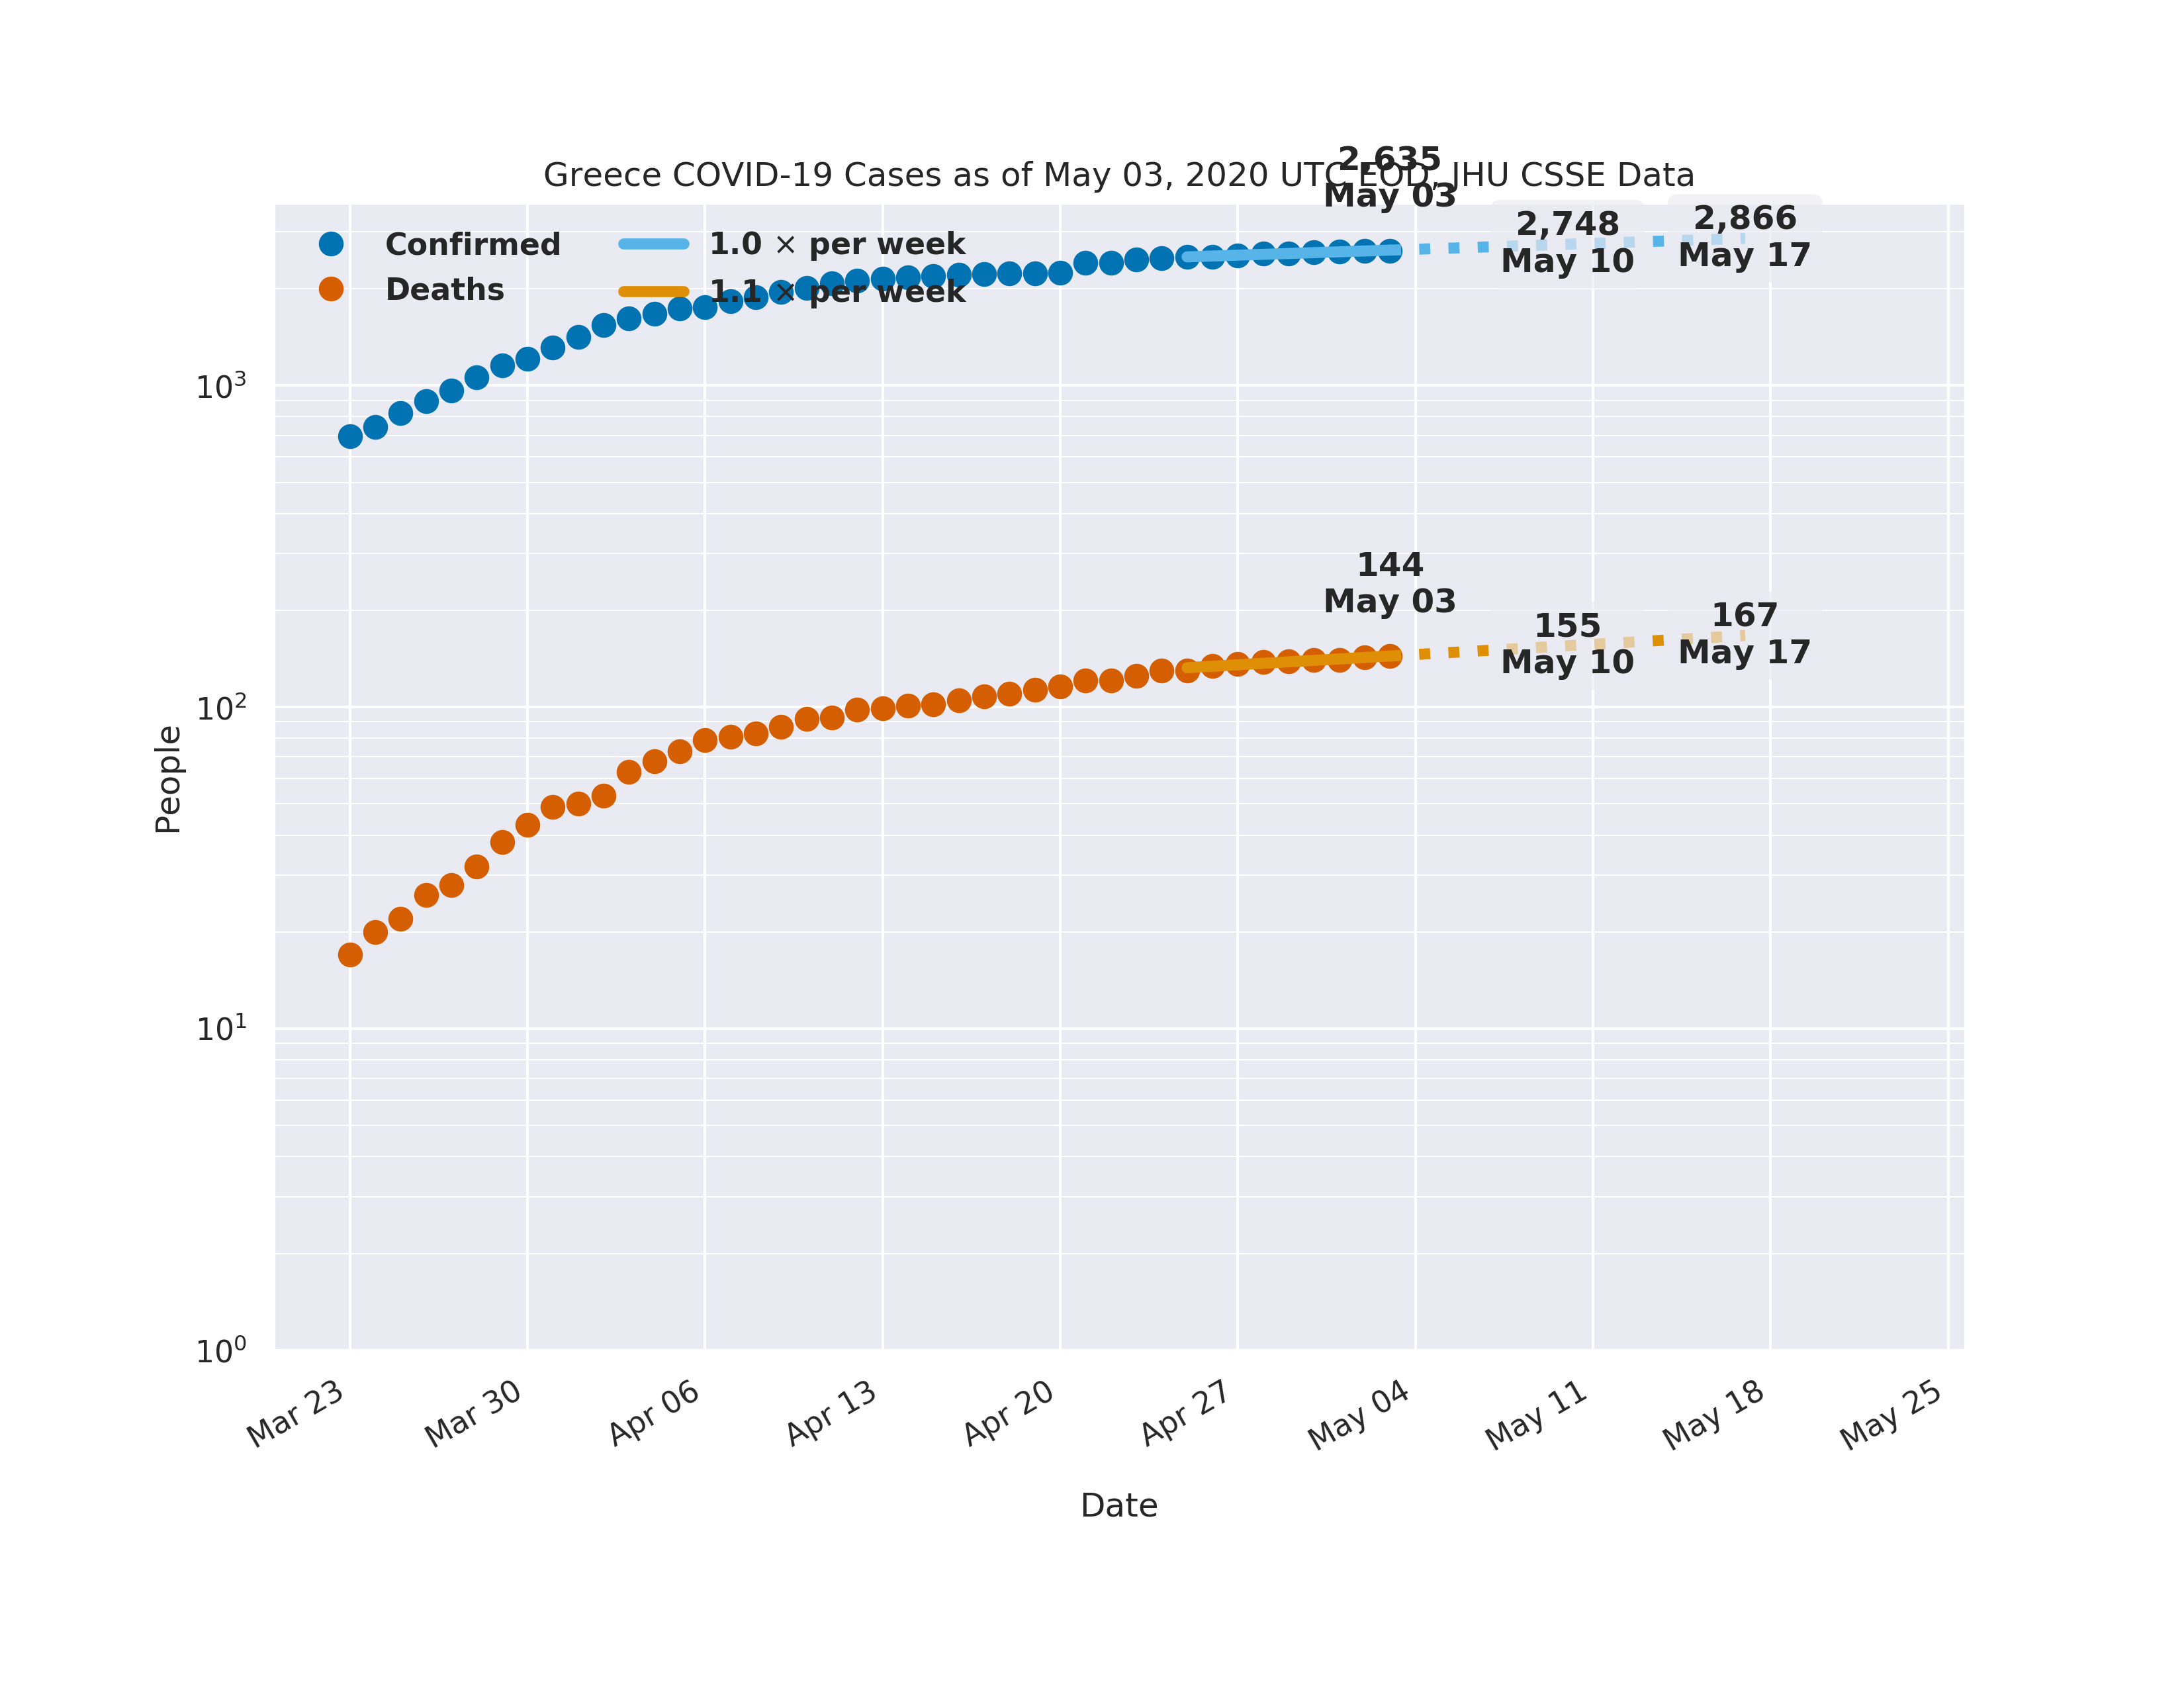 2,635
May 03
Greece COVID-19 Cases as of May 03, 2020 UTC EOD, JHU CSSE Data
Confirmed
Deaths
1.0 × per week
1.1 × per week
2,748
May 10
2,866
May 17
144
May 03
155
May 10
167
May 17
People
10³
10²
10¹
10⁰
Mar 23
Mar 30
Apr 06
Apr 13
Apr 20
Apr 27
May 04
May 11
May 18
May 25
Date